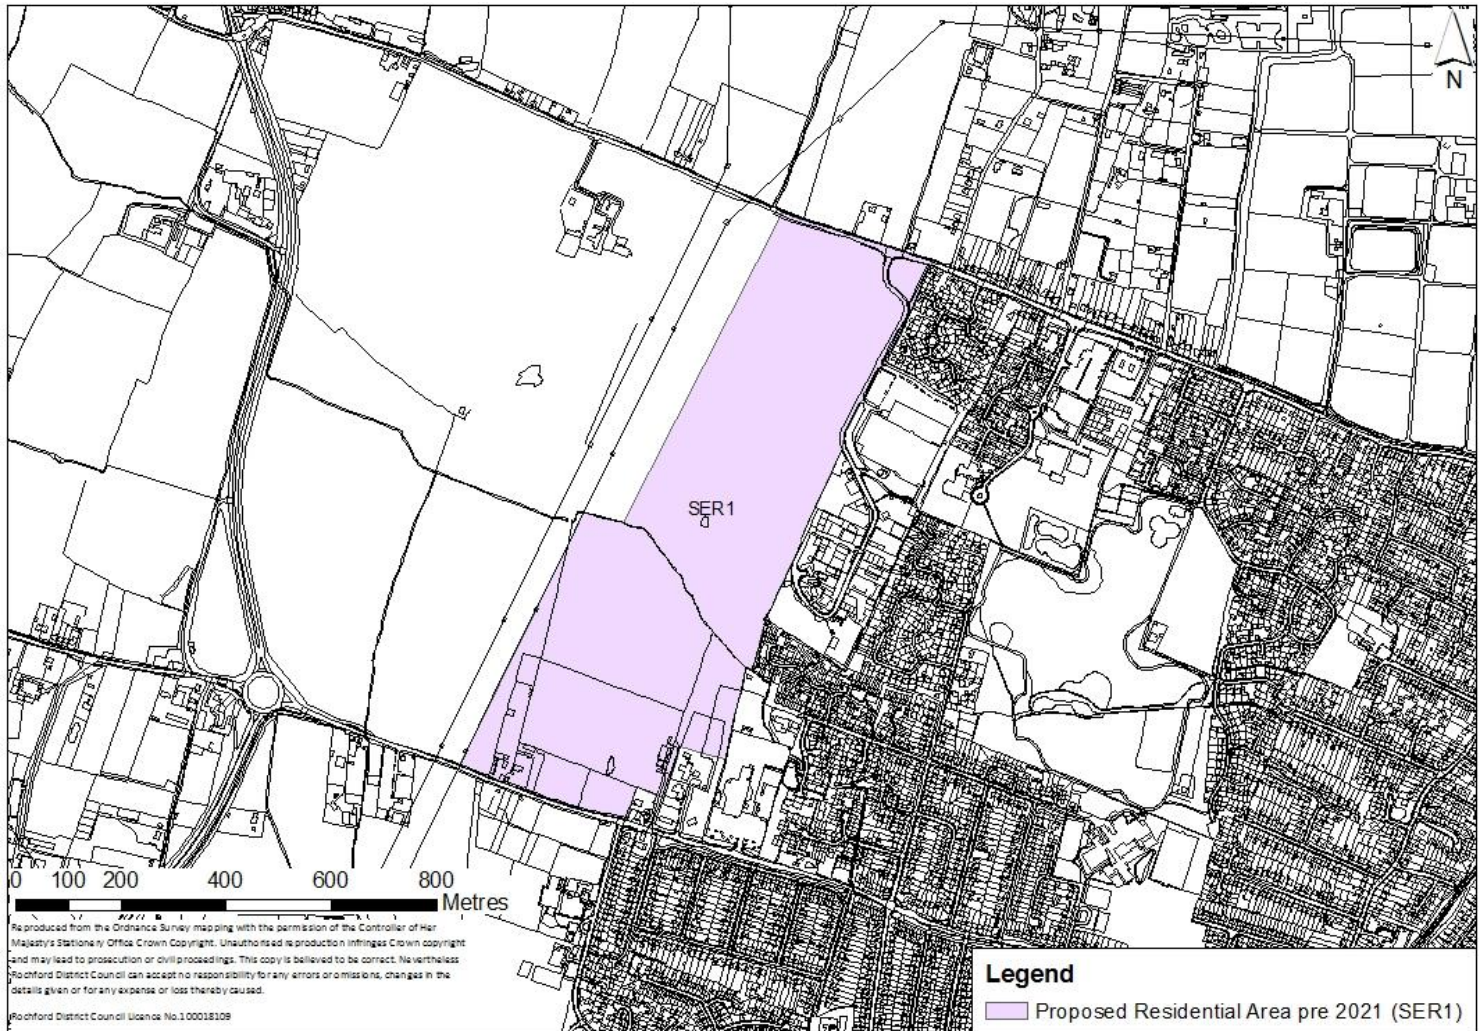 N
SER1
0 100 200 400 600 800
Metres
Reproduced from the Ordnance Survey mapping with the permission of the Controller of Her
Majesty's Stationery Office Crown Copyright. Unauthorised reproduction infringes Crown copyright
and may lead to prosecution or civil proceedings. This copy is believed to be correct. Nevertheless
Rochford District Council can accept no responsibility for any errors or omissions, changes in the
details given or for any expense or loss thereby caused.
Rochford District Council Licence No.100018109
Legend
Proposed Residential Area pre 2021 (SER1)